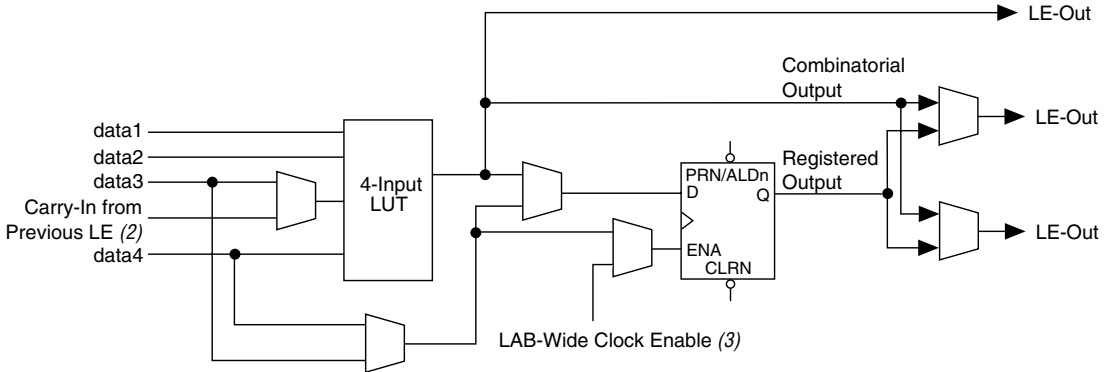 LE-Out
Combinatorial
Output
LE-Out
data1
data2
data3
Carry-In from
Previous LE (2)
data4
4-Input
LUT
PRN/ALDn
D
Q
ENA
CLRN
Registered
Output
LE-Out
LAB-Wide Clock Enable (3)